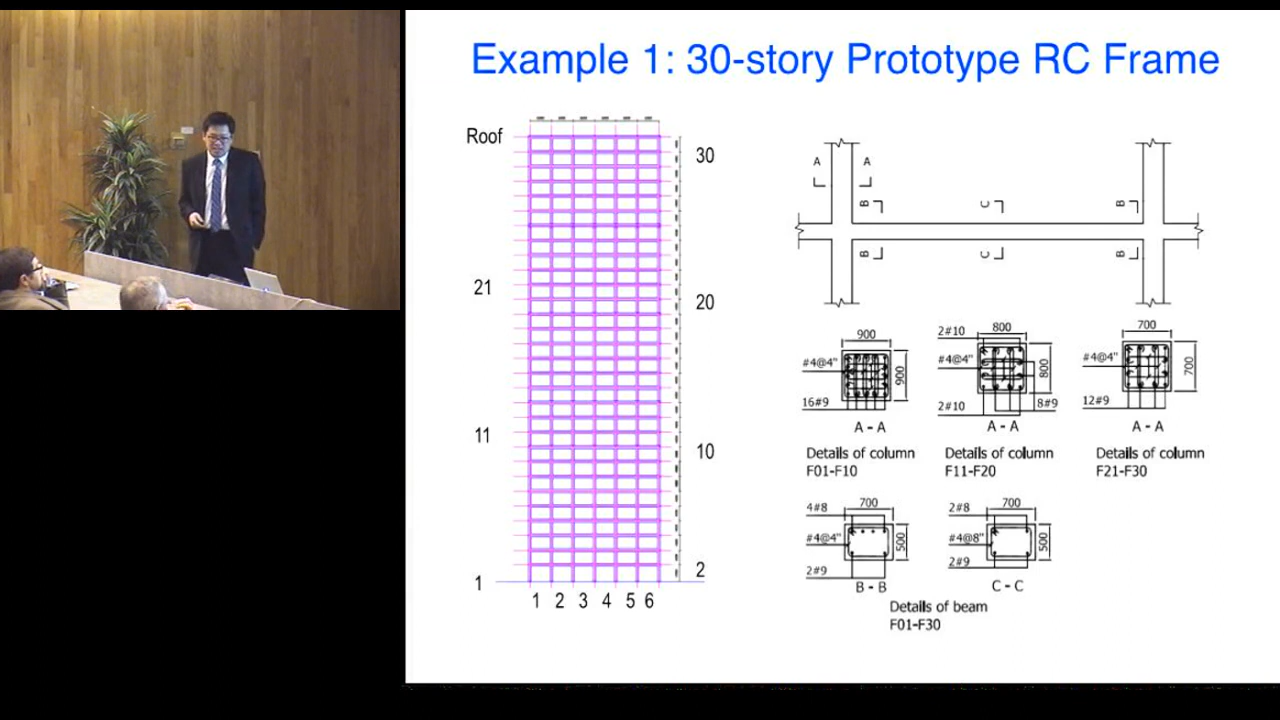 Example 1: 30-story Prototype RC Frame
Roof
30
21
20
11
10
1
2
1 2 3 4 5 6
A A
B C B
B C B
900
900
#4@4"
16#9
A - A
Details of column
F01-F10
2#10
800
800
#4@4"
2#10
8#9
A - A
Details of column
F11-F20
700
700
#4@4"
12#9
A - A
Details of column
F21-F30
4#8
700
#4@4"
500
2#9
B - B
2#8
700
#4@8"
500
2#9
C - C
Details of beam
F01-F30